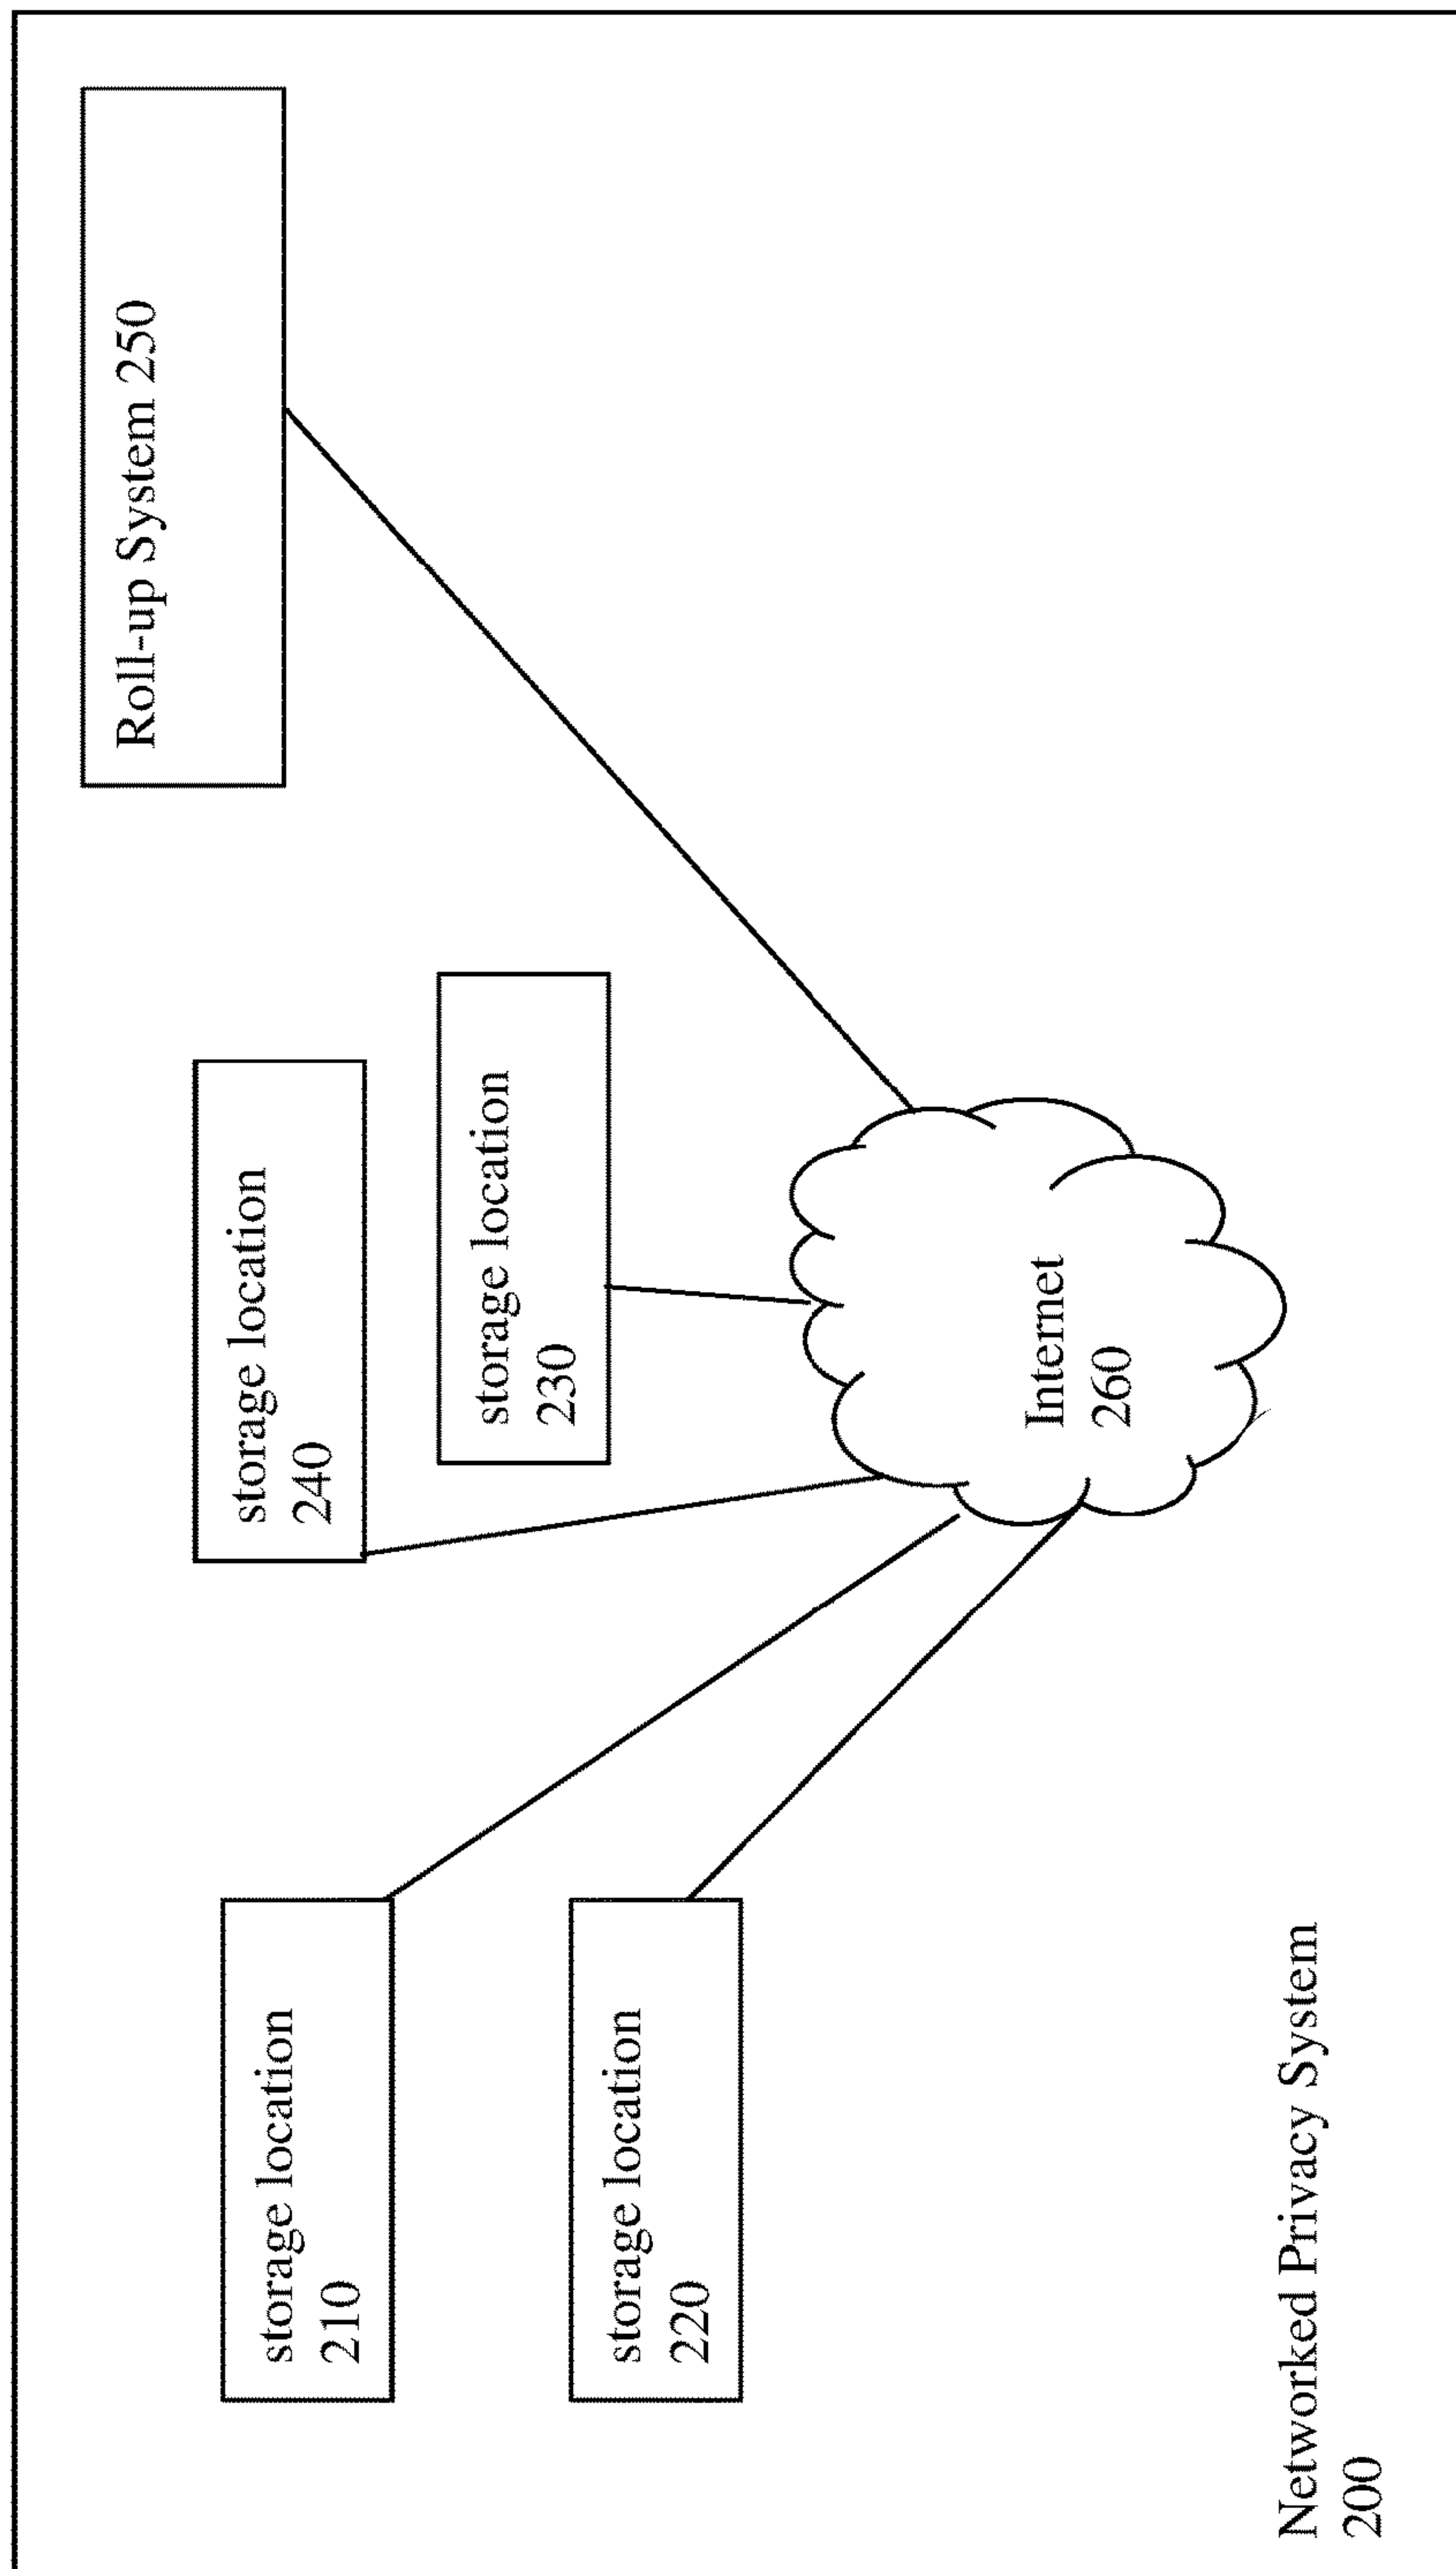 Roll-up System 250
storage location
240
storage location
210
storage location
230
storage location
220
Internet
260
Networked Privacy System
200